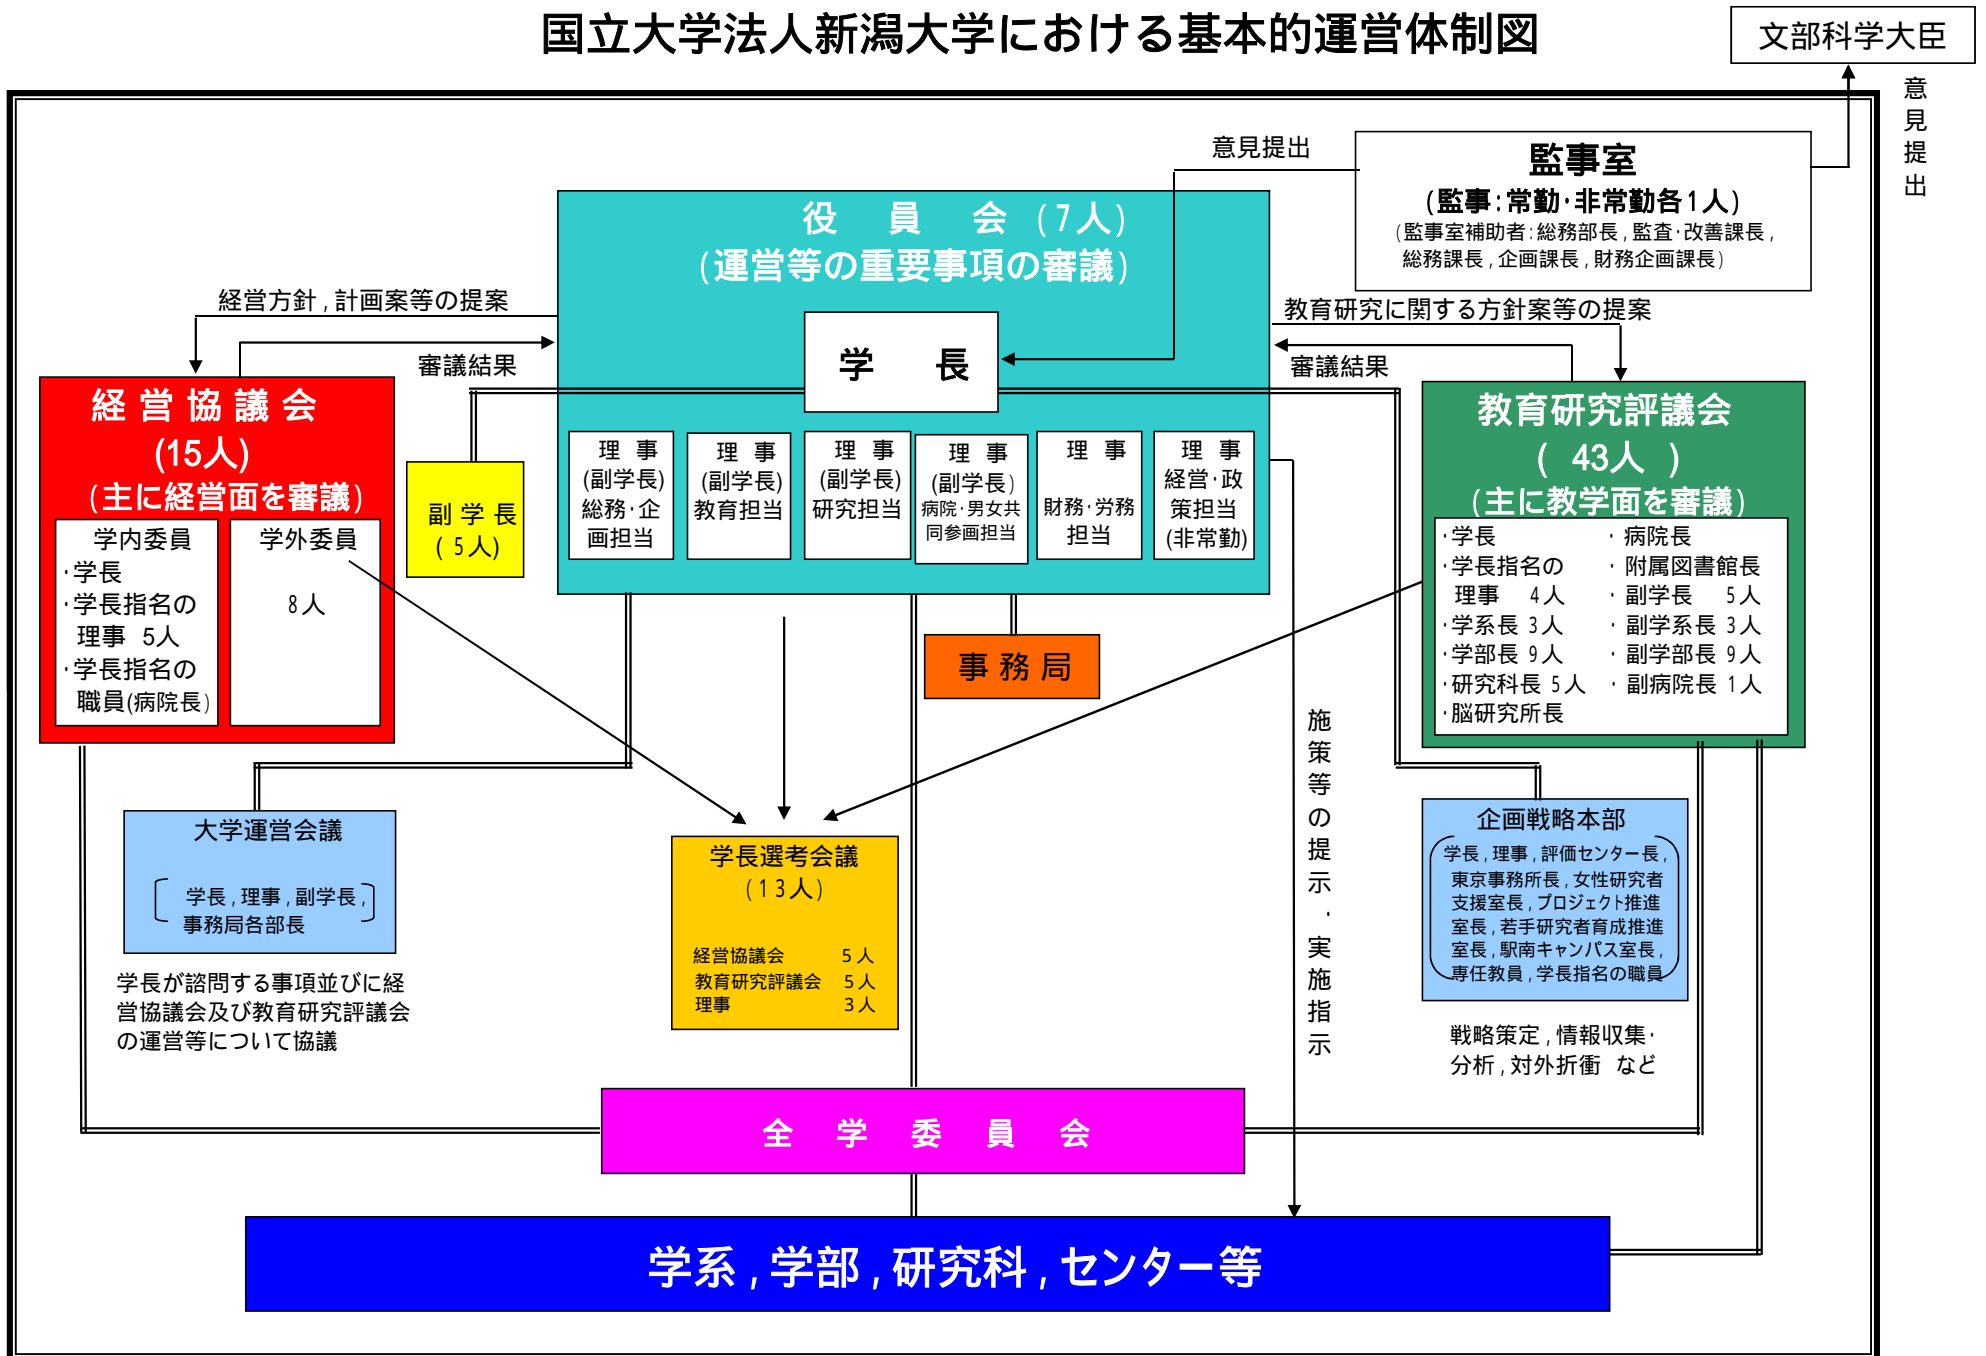 国立大学法人新潟大学における基本的運営体制図
文部科学大臣
意見提出
意見提出
監事室
(監事:常勤・非常勤各1人)
(監事室補助者:総務部長,監査・改善課長,
総務課長,企画課長,財務企画課長)
役 員 会 (7人)
(運営等の重要事項の審議)
学 長
経営方針,計画案等の提案
審議結果
教育研究に関する方針案等の提案
審議結果
経営協議会
(15人)
(主に経営面を審議)
学内委員
・学長
・学長指名の
理事 5人
・学長指名の
職員(病院長)
学外委員
8人
副学長
( 5人)
理 事
(副学長)
総務・企
画担当
理 事
(副学長)
教育担当
理 事
(副学長)
研究担当
理 事
(副学長)
病院・男女共
同参画担当
理 事
財務・労務
担当
理 事
経営・政
策担当
(非常勤)
教育研究評議会
( 43人 )
(主に教学面を審議)
・学長
・学長指名の
理事 4人
・学系長 3人
・学部長 9人
・研究科長 5人
・脳研究所長
・病院長
・附属図書館長
・副学長 5人
・副学系長 3人
・副学部長 9人
・副病院長 1人
事務局
施策等の提示・実施指示
大学運営会議
学長,理事,副学長,
事務局各部長
学長が諮問する事項並びに経
営協議会及び教育研究評議会
の運営等について協議
学長選考会議
(13人)
経営協議会 5人
教育研究評議会 5人
理事 3人
企画戦略本部
学長,理事,評価センター長,
東京事務所長,女性研究者
支援室長,プロジェクト推進
室長,若手研究者育成推進
室長,駅南キャンパス室長,
専任教員,学長指名の職員
戦略策定,情報収集・
分析,対外折衝 など
全 学 委 員 会
学系,学部,研究科,センター等